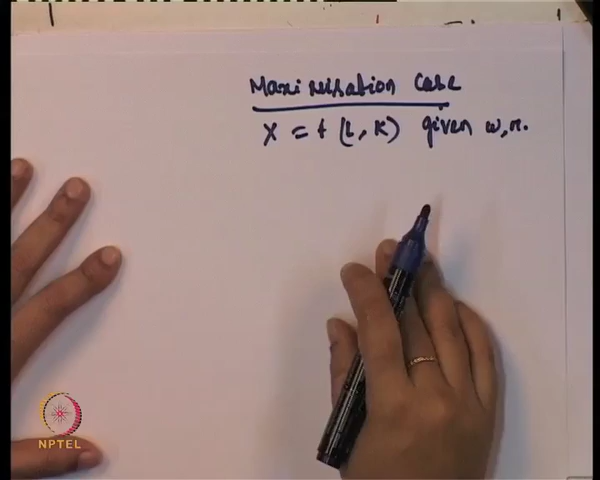 Maximisation Case
X = f (L, K) given w, r.
NPTEL